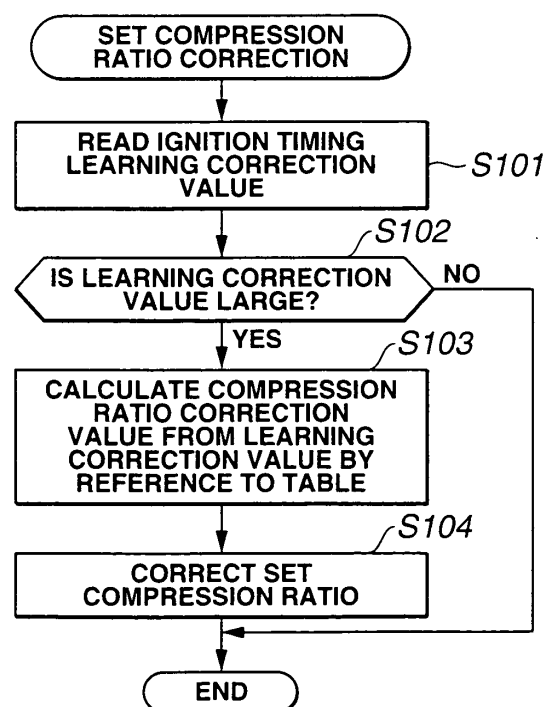 SET COMPRESSION
RATIO CORRECTION
READ IGNITION TIMING
LEARNING CORRECTION
VALUE
S101
S102
IS LEARNING CORRECTION
VALUE LARGE?
NO
YES
S103
CALCULATE COMPRESSION
RATIO CORRECTION
VALUE FROM LEARNING
CORRECTION VALUE BY
REFERENCE TO TABLE
S104
CORRECT SET
COMPRESSION RATIO
END